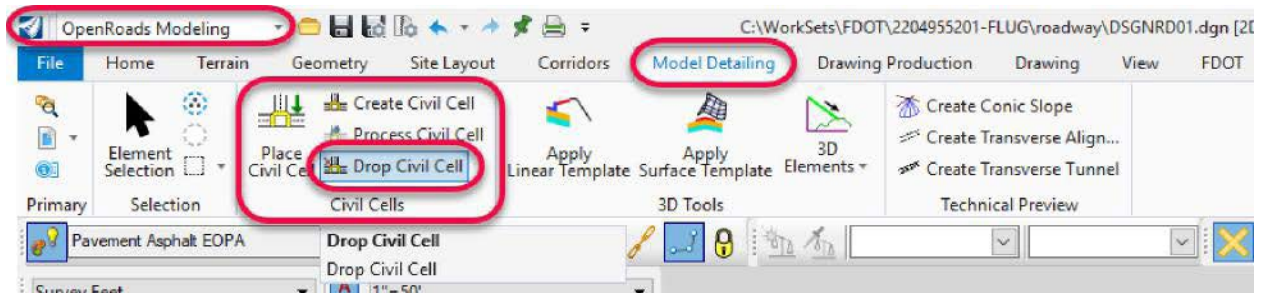 OpenRoads Modeling
C:\WorkSets\FDOT\2204955201-FLUG\roadway\DSGNRD01.dgn [2D
File Home Terrain Geometry Site Layout Corridors Model Detailing Drawing Production Drawing View FDOT
Element Selection
Place Civil Cell
Create Civil Cell
Process Civil Cell
Drop Civil Cell
Apply Linear Template
Apply Surface Template
3D Elements
Create Conic Slope
Create Transverse Align...
Create Transverse Tunnel
Primary Selection Civil Cells 3D Tools Technical Preview
Pavement Asphalt EOPA
Drop Civil Cell
Drop Civil Cell
Survey Feet
1"=50'